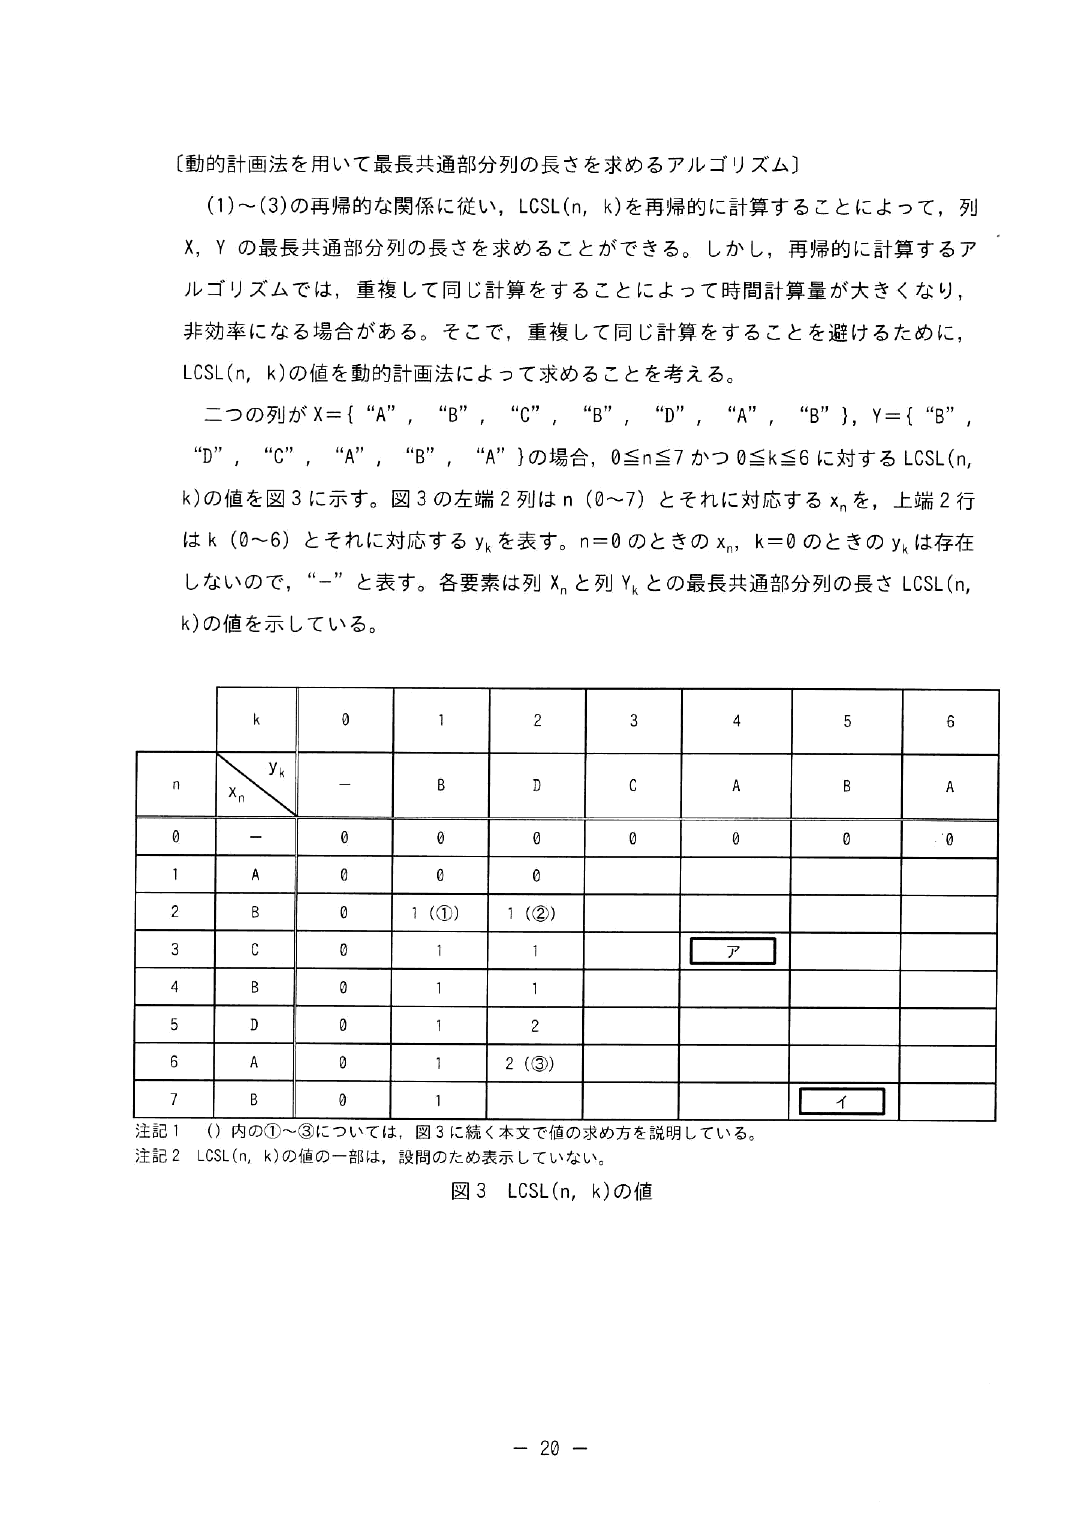 〔動的計画法を用いて最長共通部分列の長さを求めるアルゴリズム〕
(1)～(3)の再帰的な関係に従い，LCSL(n, k)を再帰的に計算することによって，列
X，Y の最長共通部分列の長さを求めることができる。しかし，再帰的に計算するア
ルゴリズムでは，重複して同じ計算をすることによって時間計算量が大きくなり，
非効率になる場合がある。そこで，重複して同じ計算をすることを避けるために，
LCSL(n, k)の値を動的計画法によって求めることを考える。
二つの列が X＝{ “A” ， “B” ， “C” ， “B” ， “D” ， “A” ， “B” }，Y＝{ “B” ，
“D” ， “C” ， “A” ， “B” ， “A” }の場合，0≦n≦7 かつ 0≦k≦6 に対する LCSL(n,
k)の値を図 3 に示す。図 3 の左端 2 列は n（0～7）とそれに対応する xₙを，上端 2 行
は k（0～6）とそれに対応する yₖを表す。n＝0 のときの xₙ，k＝0 のときの yₖは存在
しないので，“－” と表す。各要素は列 Xₙと列 Yₖとの最長共通部分列の長さ LCSL(n,
k)の値を示している。
k 0 1 2 3 4 5 6
n xₙ yₖ － B D C A B A
0 － 0 0 0 0 0 0 0
1 A 0 0 0
2 B 0 1（①） 1（②）
3 C 0 1 1 ア
4 B 0 1 1
5 D 0 1 2
6 A 0 1 2（③）
7 B 0 1 イ
注記 1 （）内の①～③については，図 3 に続く本文で値の求め方を説明している。
注記 2 LCSL(n, k)の値の一部は，設問のため表示していない。
図 3 LCSL(n, k)の値
－ 20 －